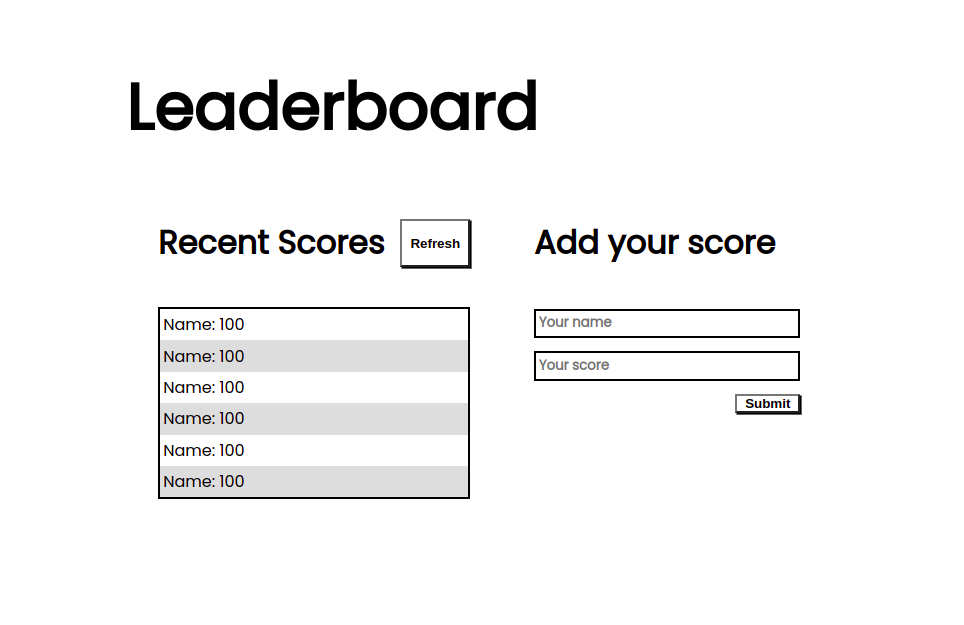 Leaderboard
Recent Scores
Refresh
Name: 100
Name: 100
Name: 100
Name: 100
Name: 100
Name: 100
Add your score
Your name
Your score
Submit